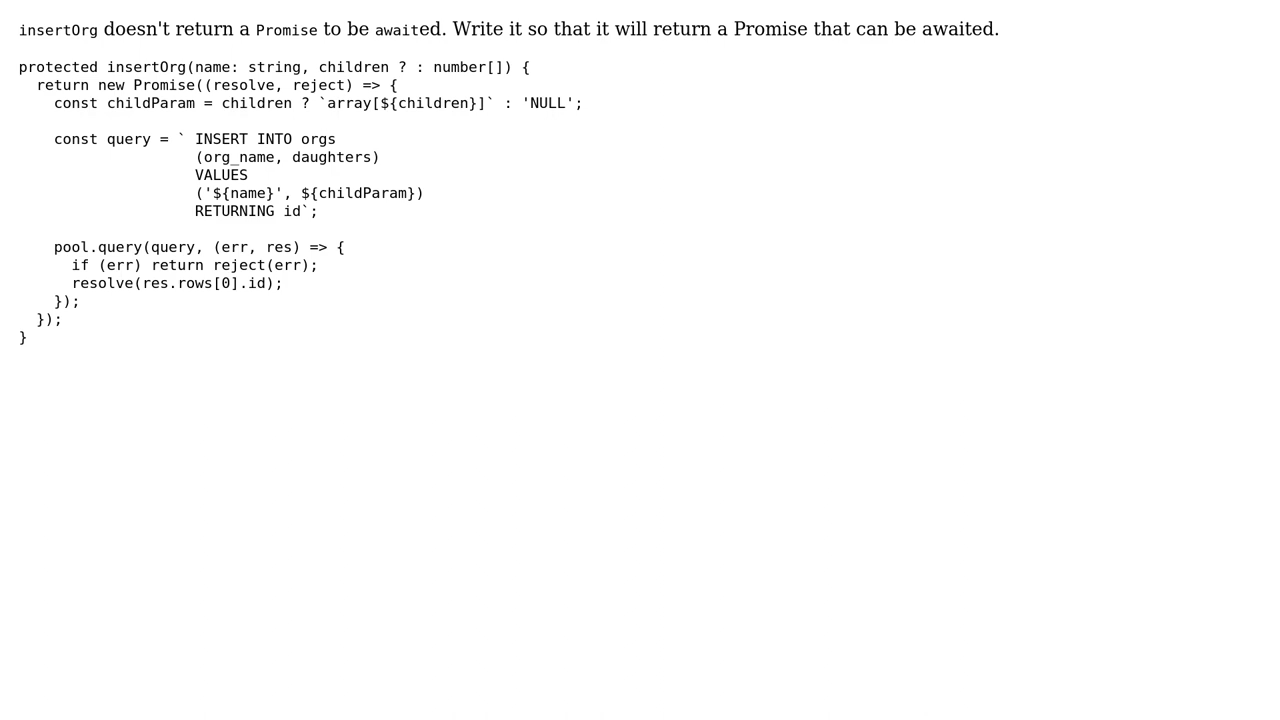 insertOrg doesn't return a Promise to be awaited. Write it so that it will return a Promise that can be awaited.
protected insertOrg(name: string, children ? : number[]) {
  return new Promise((resolve, reject) => {
    const childParam = children ? `array[${children}]` : 'NULL';

    const query = ` INSERT INTO orgs
                    (org_name, daughters)
                    VALUES
                    ('${name}', ${childParam})
                    RETURNING id`;

    pool.query(query, (err, res) => {
      if (err) return reject(err);
      resolve(res.rows[0].id);
    });
  });
}